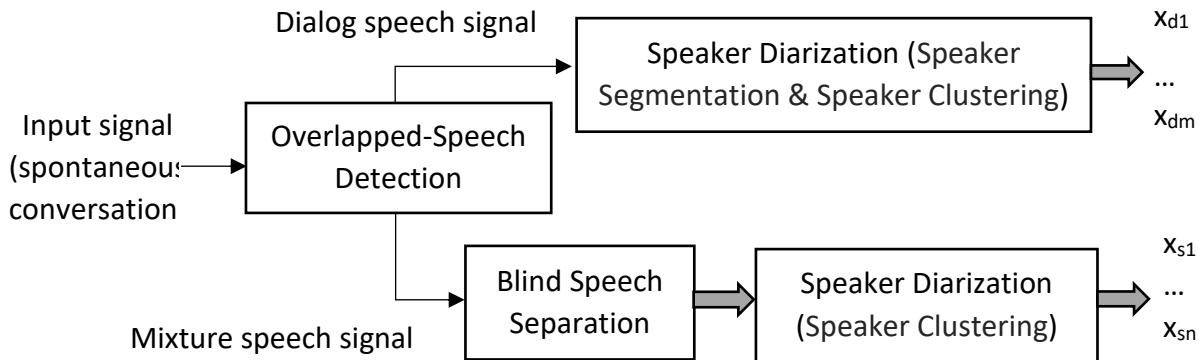 Dialog speech signal
Speaker Diarization (Speaker
Segmentation & Speaker Clustering)
xd1
...
xdm
Input signal
(spontaneous
conversation
Overlapped-Speech
Detection
Blind Speech
Separation
Mixture speech signal
Speaker Diarization
(Speaker Clustering)
xs1
...
xsn